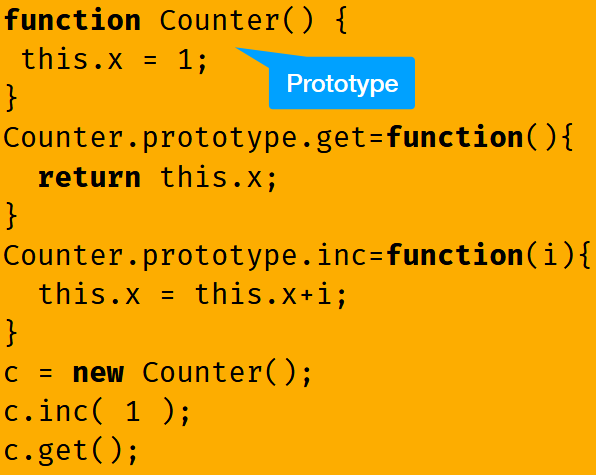 function Counter() {
this.x = 1;
Prototype
}
Counter.prototype.get=function(){
return this.x;
}
Counter.prototype.inc=function(i){
this.x = this.x+i;
}
c = new Counter();
c.inc( 1 );
c.get();